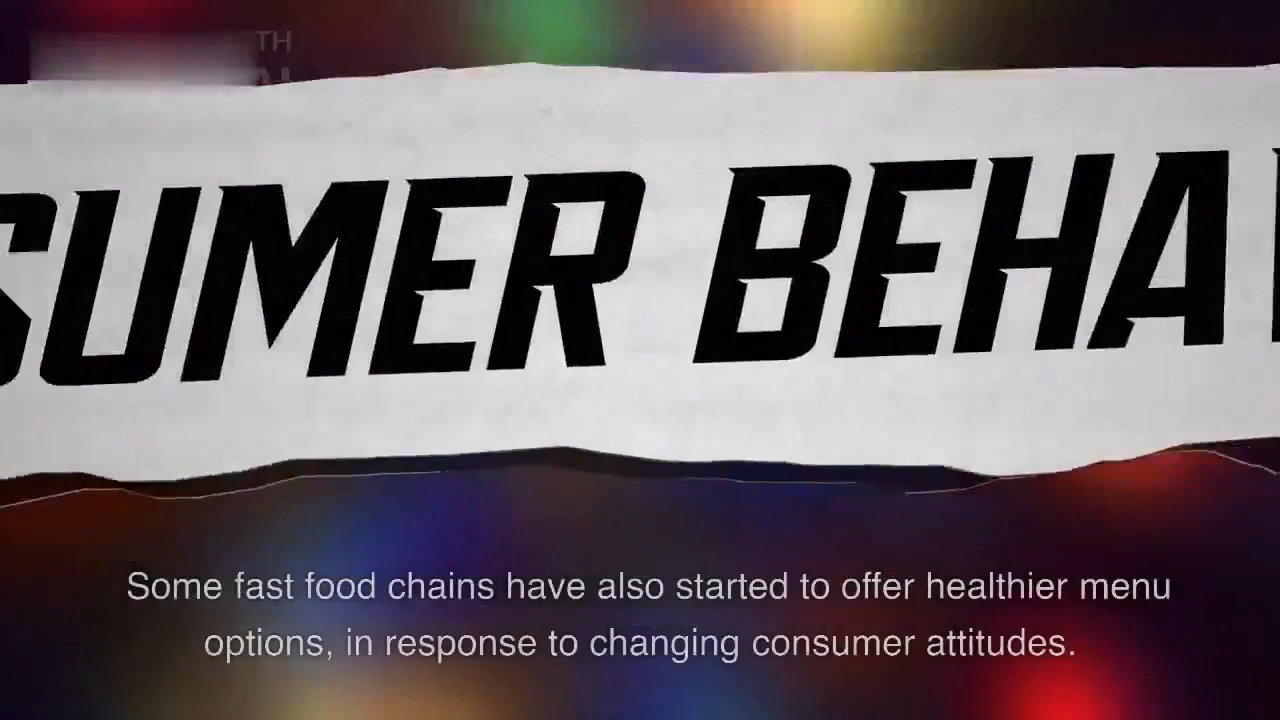 TH
SUMER BEHA
Some fast food chains have also started to offer healthier menu
options, in response to changing consumer attitudes.